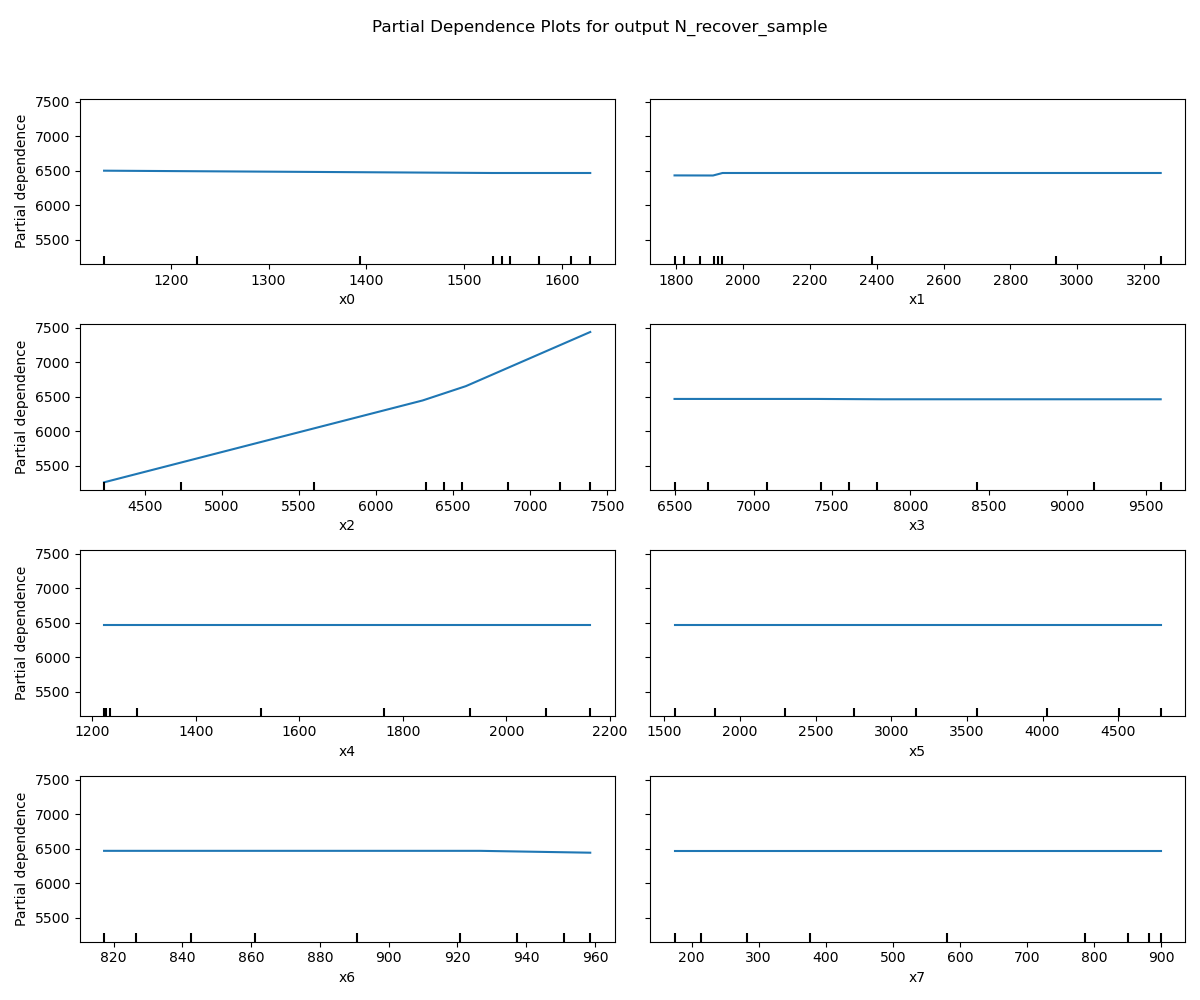 Partial Dependence Plots for output N_recover_sample
7500
7000
6500
6000
5500
Partial dependence
1200 1300 1400 1500 1600
x0
1800 2000 2200 2400 2600 2800 3000 3200
x1
7500
7000
6500
6000
5500
Partial dependence
4500 5000 5500 6000 6500 7000 7500
x2
6500 7000 7500 8000 8500 9000 9500
x3
7500
7000
6500
6000
5500
Partial dependence
1200 1400 1600 1800 2000 2200
x4
1500 2000 2500 3000 3500 4000 4500
x5
7500
7000
6500
6000
5500
Partial dependence
820 840 860 880 900 920 940 960
x6
200 300 400 500 600 700 800 900
x7